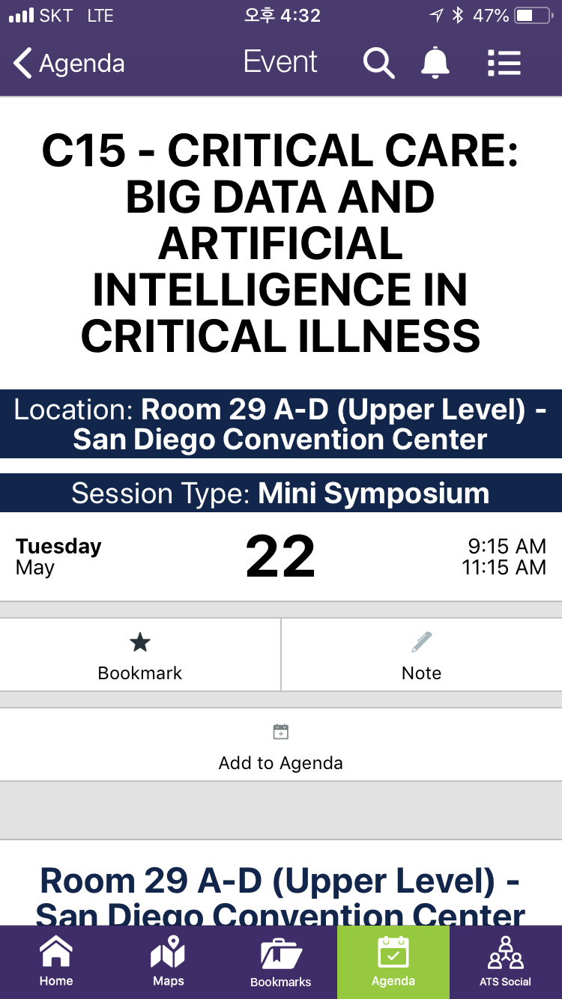 SKT LTE 오후 4:32 47%
Agenda Event
C15 - CRITICAL CARE:
BIG DATA AND
ARTIFICIAL
INTELLIGENCE IN
CRITICAL ILLNESS
Location: Room 29 A-D (Upper Level) -
San Diego Convention Center
Session Type: Mini Symposium
Tuesday
May
22
9:15 AM
11:15 AM
Bookmark
Note
Add to Agenda
Room 29 A-D (Upper Level) -
San Diego Convention Center
Home Maps Bookmarks Agenda ATS Social